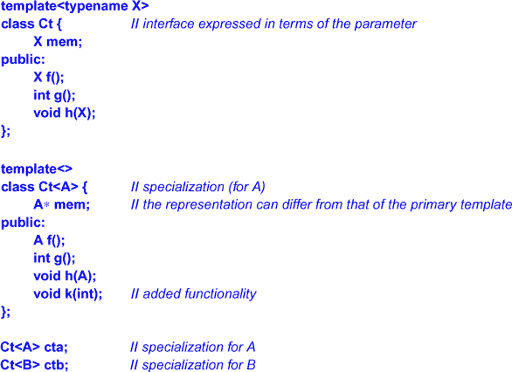 template<typename X>
class Ct { // interface expressed in terms of the parameter
X mem;
public:
X f();
int g();
void h(X);
};
template<>
class Ct<A> { // specialization (for A)
A* mem; // the representation can differ from that of the primary template
public:
A f();
int g();
void h(A);
void k(int); // added functionality
};
Ct<A> cta; // specialization for A
Ct<B> ctb; // specialization for B